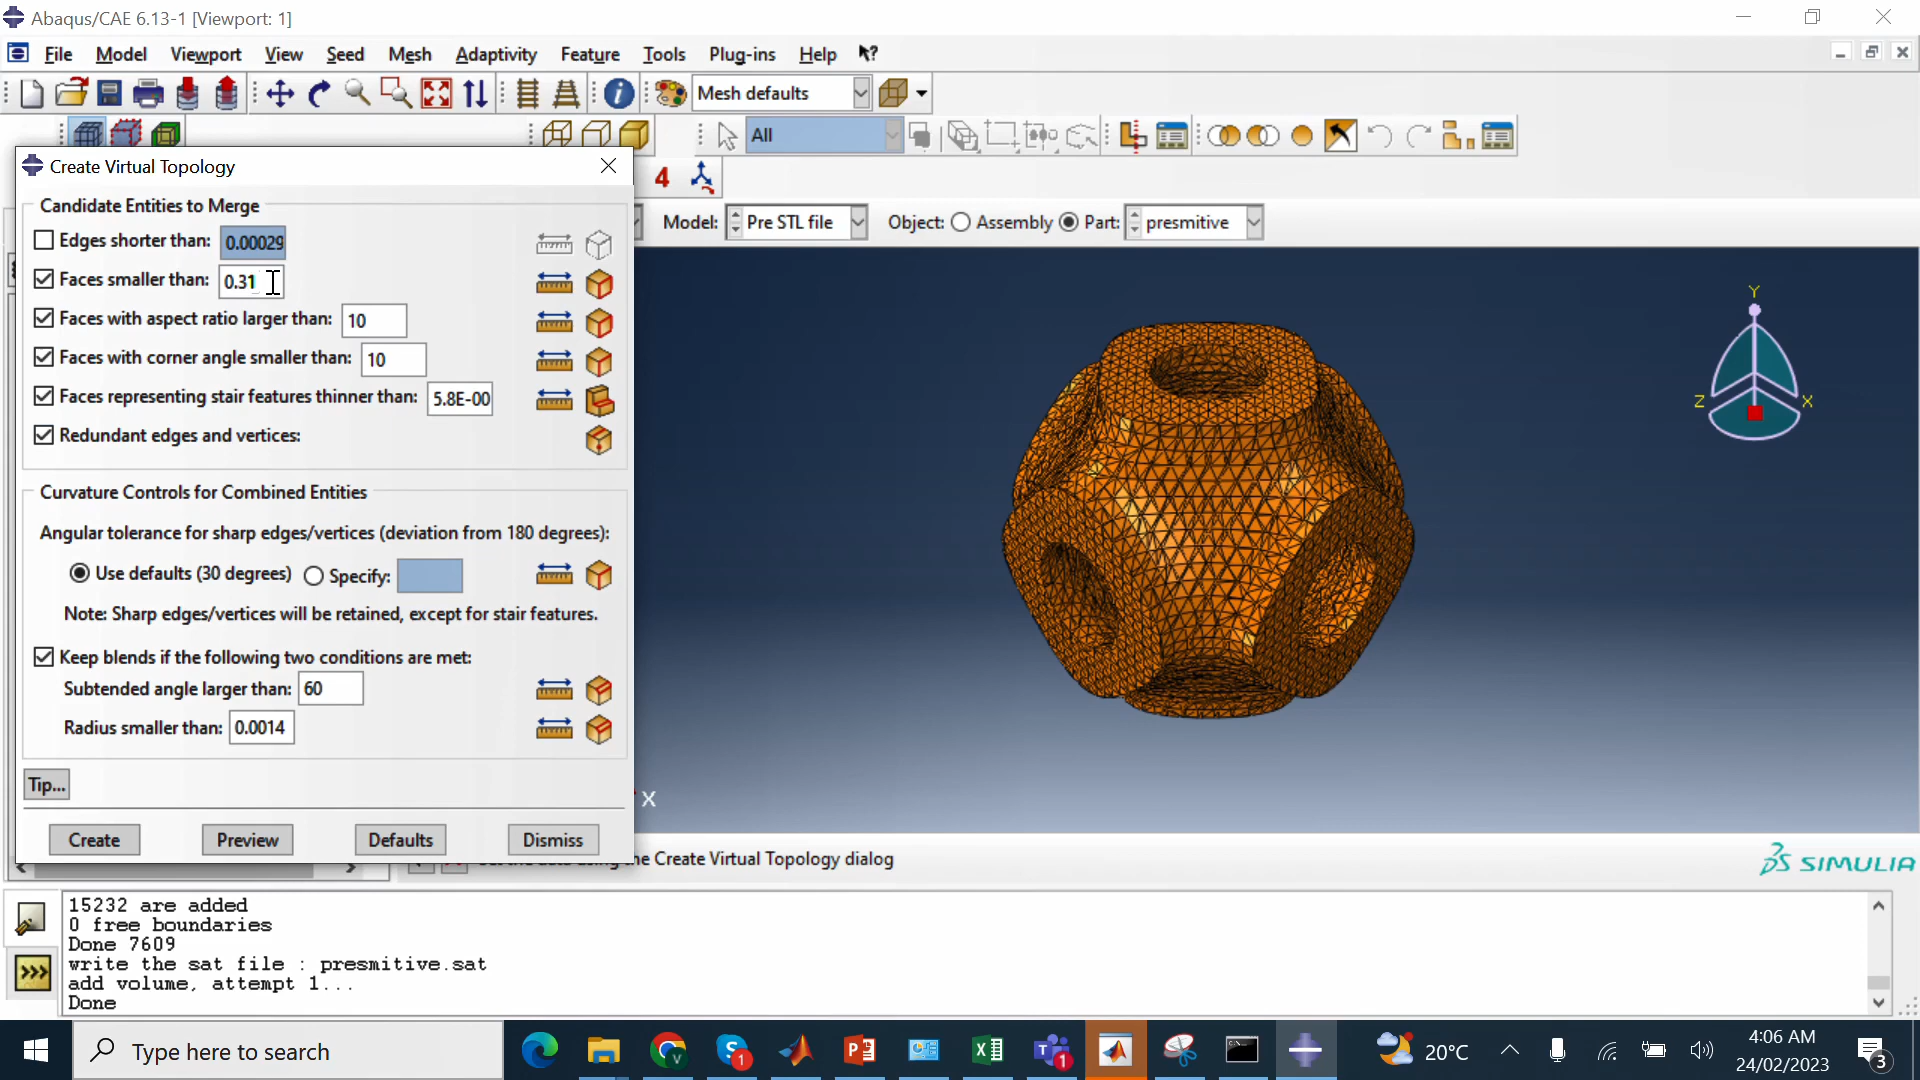 Abaqus/CAE 6.13-1 [Viewport: 1]
File Model Viewport View Seed Mesh Adaptivity Feature Tools Plug-ins Help
Mesh defaults
All
Create Virtual Topology
4
Model: Pre STL file Object: Assembly Part: presmitive
Candidate Entities to Merge
Edges shorter than: 0.00029
Faces smaller than: 0.31
Faces with aspect ratio larger than: 10
Faces with corner angle smaller than: 10
Faces representing stair features thinner than: 5.8E-00
Redundant edges and vertices:
Curvature Controls for Combined Entities
Angular tolerance for sharp edges/vertices (deviation from 180 degrees):
Use defaults (30 degrees) Specify:
Note: Sharp edges/vertices will be retained, except for stair features.
Keep blends if the following two conditions are met:
Subtended angle larger than: 60
Radius smaller than: 0.0014
Tip...
Create Preview Defaults Dismiss
Y
Z
X
X
the Create Virtual Topology dialog
SIMULIA
15232 are added
0 free boundaries
Done 7609
write the sat file : presmitive.sat
add volume, attempt 1...
Done
Type here to search
20°C
4:06 AM
24/02/2023
3